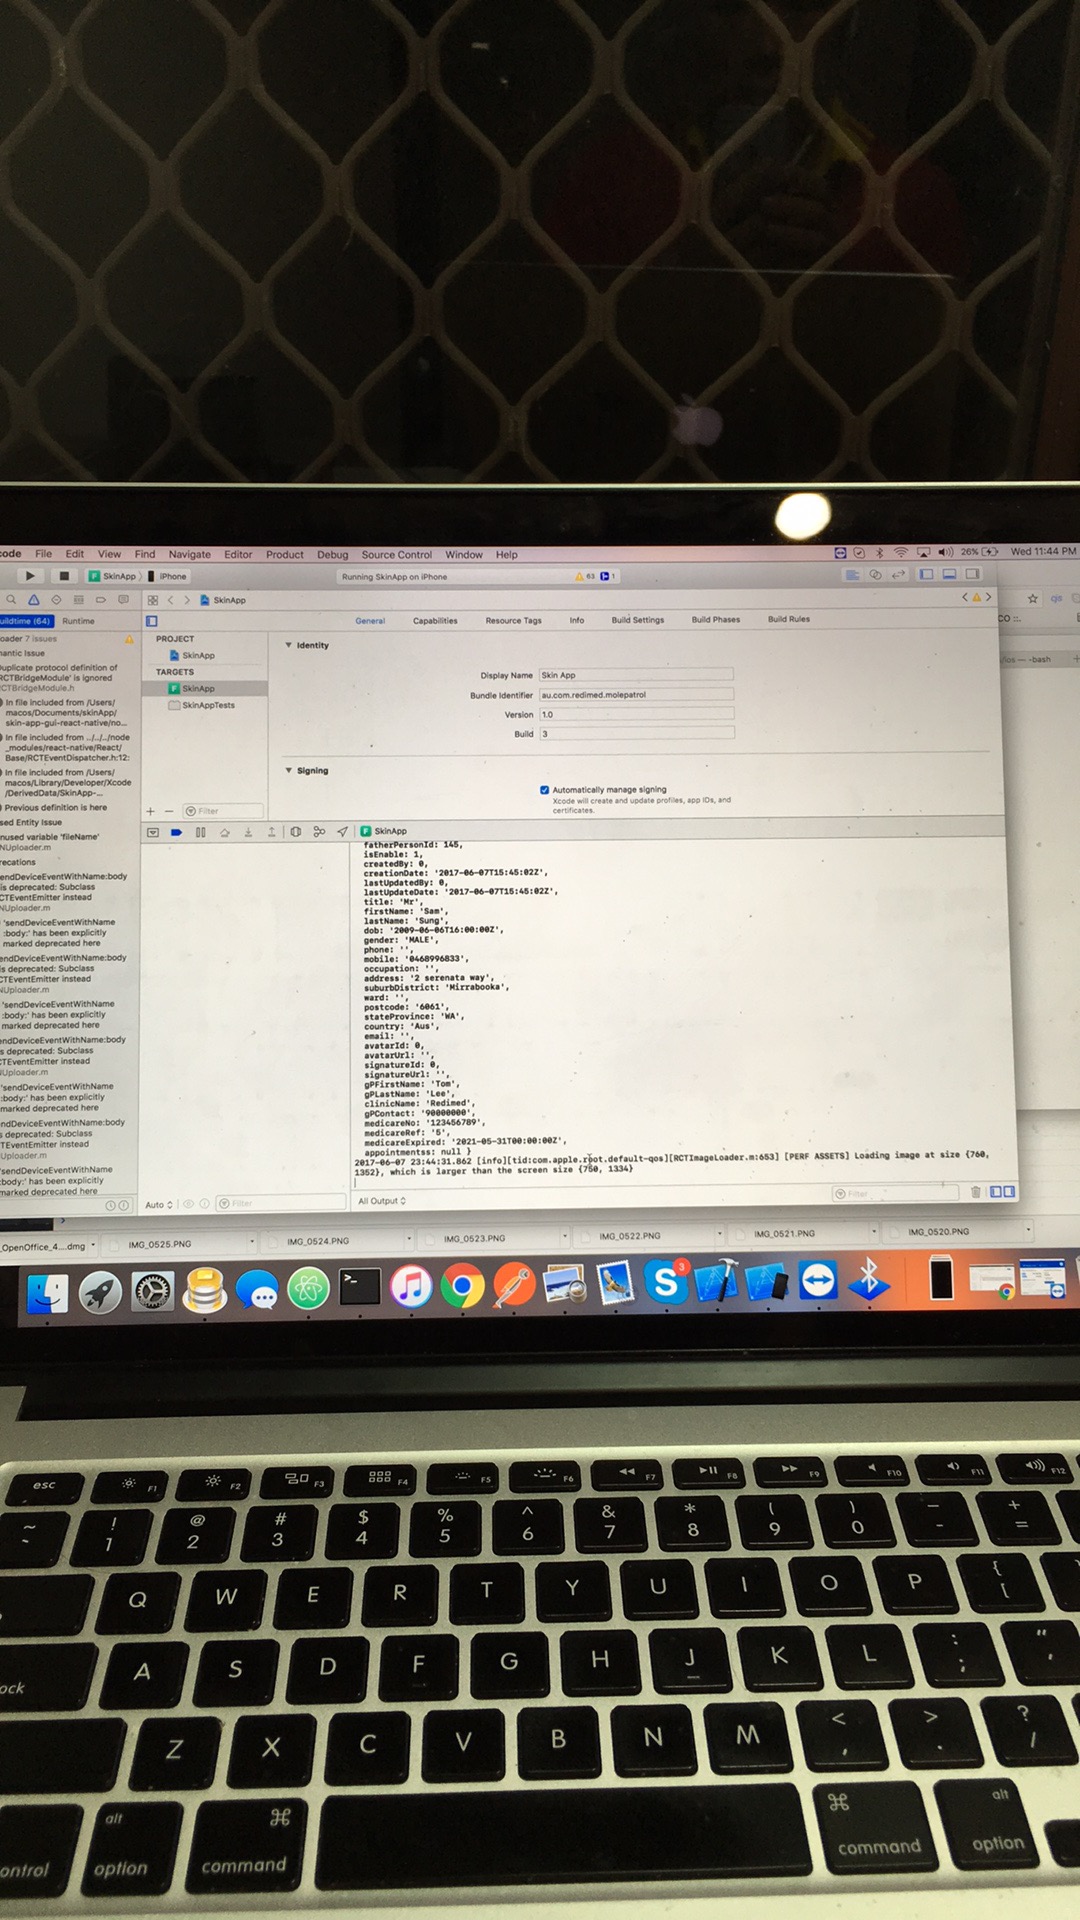 code File Edit View Find Navigate Editor Product Debug Source Control Window Help 26% Wed 11:44 PM
SkinApp iPhone Running SkinApp on iPhone 63 1
SkinApp
uildtime (64) Runtime General Capabilities Resource Tags Info Build Settings Build Phases Build Rules
oader 7 issues
mantic Issue
uplicate protocol definition of
RCTBridgeModule' is ignored
CTBridgeModule.h
In file included from /Users/
macos/Documents/skinApp/
skin-app-gui-react-native/no...
In file included from ../../../node
_modules/react-native/React/
Base/RCTEventDispatcher.h:12:
In file included from /Users/
macos/Library/Developer/Xcode
/DerivedData/SkinApp-...
Previous definition is here
sed Entity Issue
nused variable 'fileName'
NUploader.m
recations
endDeviceEventWithName:body
is deprecated: Subclass
CTEventEmitter instead
NUploader.m
'sendDeviceEventWithName
:body:' has been explicitly
marked deprecated here
endDeviceEventWithName:body
is deprecated: Subclass
CTEventEmitter instead
NUploader.m
'sendDeviceEventWithName
:body:' has been explicitly
marked deprecated here
endDeviceEventWithName:body
s deprecated: Subclass
CTEventEmitter instead
NUploader.m
'sendDeviceEventWithName
:body:' has been explicitly
marked deprecated here
ndDeviceEventWithName:body
s deprecated: Subclass
TEventEmitter instead
Uploader.m
'sendDeviceEventWithName
:body:' has been explicitly
marked deprecated here
PROJECT
SkinApp
TARGETS
SkinApp
SkinAppTests
Filter
Identity
Display Name Skin App
Bundle Identifier au.com.redimed.molepatrol
Version 1.0
Build 3
Signing
Automatically manage signing
Xcode will create and update profiles, app IDs, and
certificates.
/ios — -bash
SkinApp
fatherPersonId: 145,
isEnable: 1,
createdBy: 0,
creationDate: '2017-06-07T15:45:02Z',
lastUpdatedBy: 0,
lastUpdateDate: '2017-06-07T15:45:02Z',
title: 'Mr',
firstName: 'Sam',
lastName: 'Sung',
dob: '2009-06-06T16:00:00Z',
gender: 'MALE',
phone: '',
mobile: '0468996833',
occupation: '',
address: '2 serenata way',
suburbDistrict: 'Mirrabooka',
ward: '',
postcode: '6061',
stateProvince: 'WA',
country: 'Aus',
email: '',
avatarId: 0,
avatarUrl: '',
signatureId: 0,
signatureUrl: '',
gPFirstName: 'Tom',
gPLastName: 'Lee',
clinicName: 'Redimed',
gPContact: '90000000',
medicareNo: '123456789',
medicareRef: '5',
medicareExpired: '2021-05-31T00:00:00Z',
appointmentss: null }
2017-06-07 23:44:31.862 [info][tid:com.apple.root.default-qos][RCTImageLoader.m:653] [PERF ASSETS] Loading image at size {760,
1352}, which is larger than the screen size {750, 1334}
Auto Filter All Output Filter
_OpenOffice_4....dmg IMG_0525.PNG IMG_0524.PNG IMG_0523.PNG IMG_0522.PNG IMG_0521.PNG IMG_0520.PNG
3
esc F1 F2 F3 F4 F5 F6 F7 F8 F9 F10 F11 F12
~ ! @ # $ % ^ & * ( ) _ +
1 2 3 4 5 6 7 8 9 0 - =
Q W E R T Y U I O P { [
A S D F G H J K L : ; " '
ock
Z X C V B N M < , > . ? /
alt ⌘ ⌘ alt
ontrol option command command option